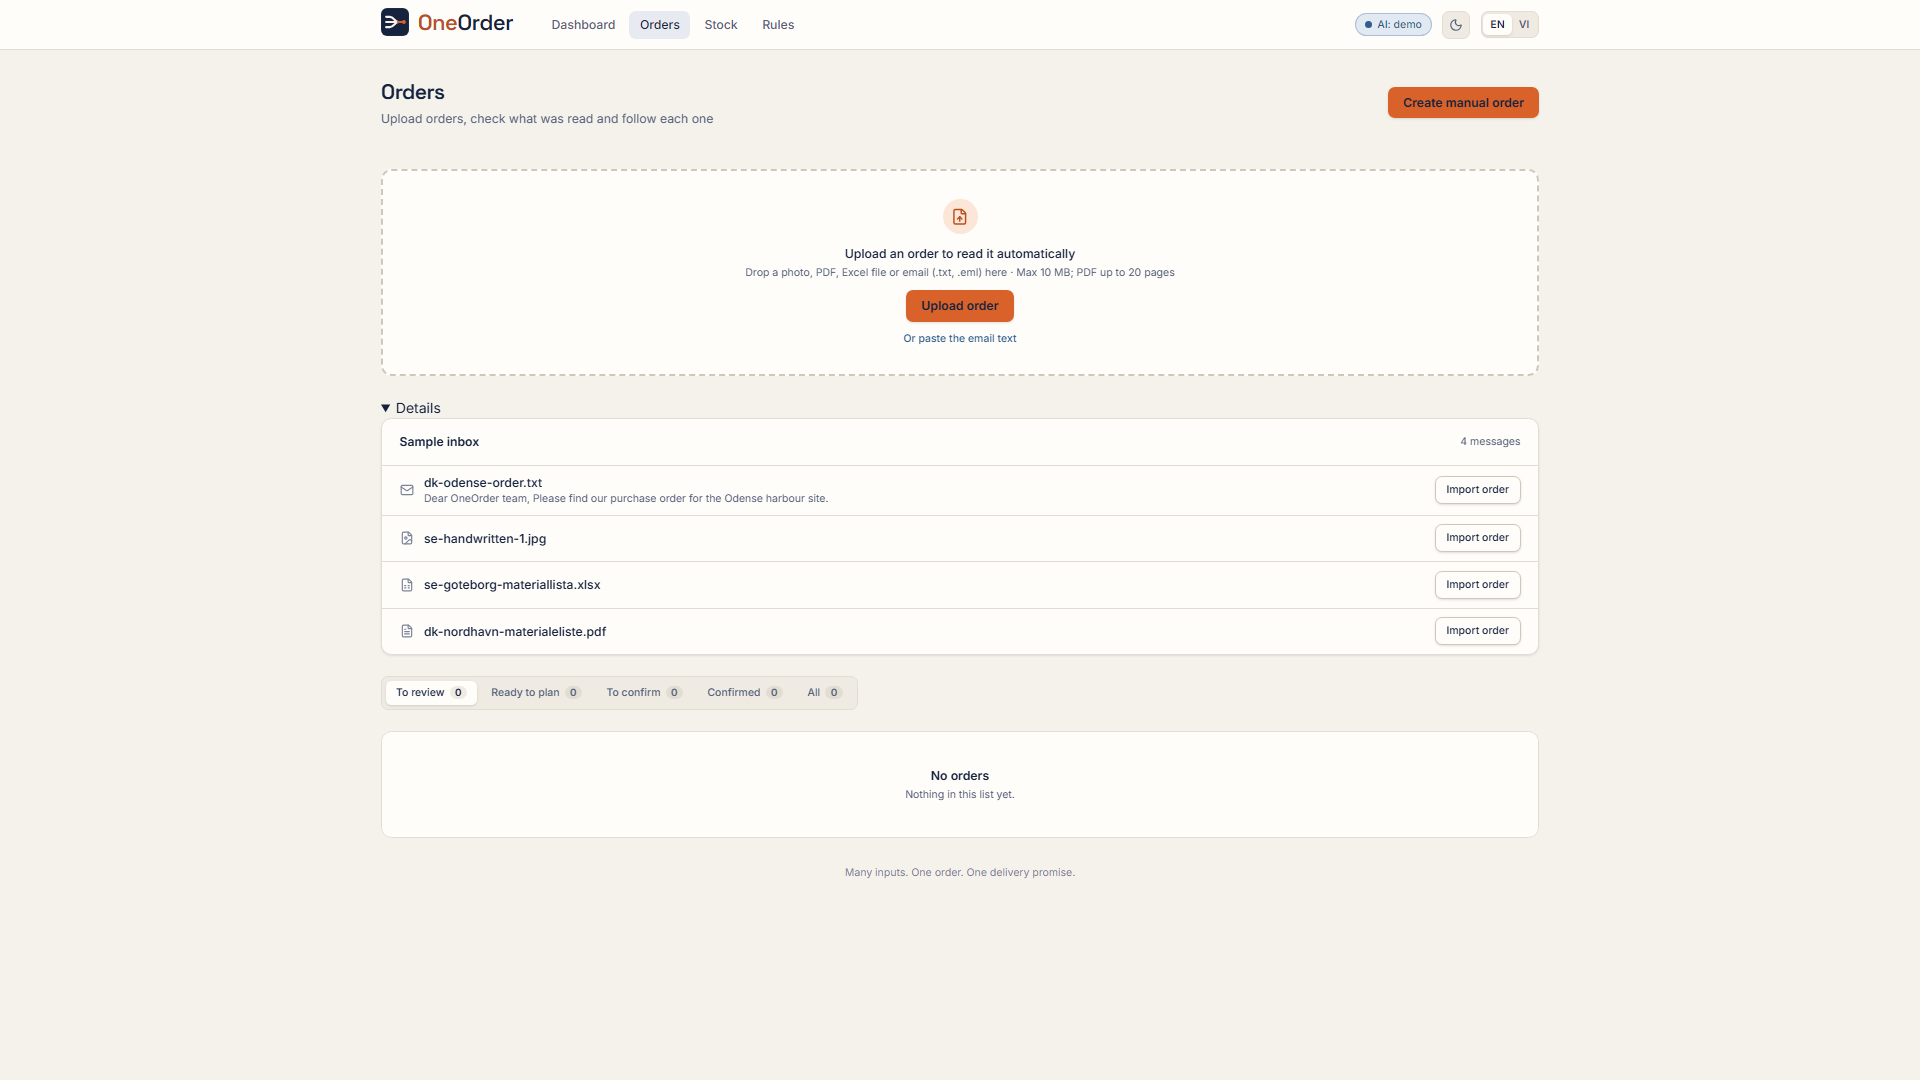 OneOrder
Dashboard
Orders
Stock
Rules
AI: demo
EN
VI
Orders
Upload orders, check what was read and follow each one
Create manual order
Upload an order to read it automatically
Drop a photo, PDF, Excel file or email (.txt, .eml) here · Max 10 MB; PDF up to 20 pages
Upload order
Or paste the email text
Details
Sample inbox
4 messages
dk-odense-order.txt
Dear OneOrder team, Please find our purchase order for the Odense harbour site.
Import order
se-handwritten-1.jpg
Import order
se-goteborg-materiallista.xlsx
Import order
dk-nordhavn-materialeliste.pdf
Import order
To review 0
Ready to plan 0
To confirm 0
Confirmed 0
All 0
No orders
Nothing in this list yet.
Many inputs. One order. One delivery promise.